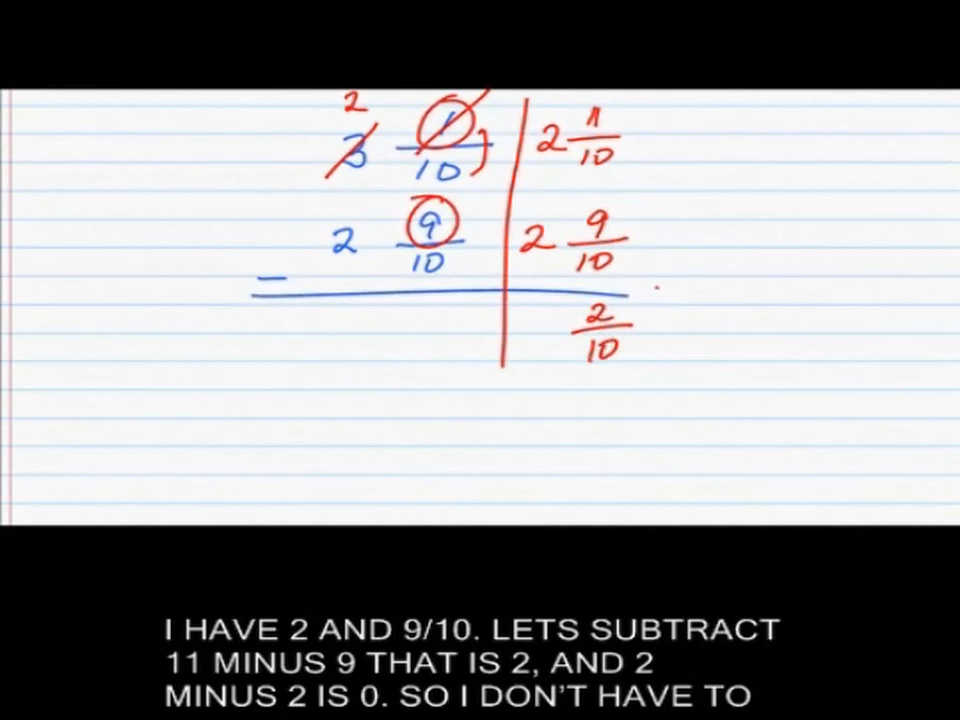 2
3 1/10 2 11/10
2 9/10 2 9/10
−
2/10
I HAVE 2 AND 9/10. LETS SUBTRACT
11 MINUS 9 THAT IS 2, AND 2
MINUS 2 IS 0. SO I DON'T HAVE TO